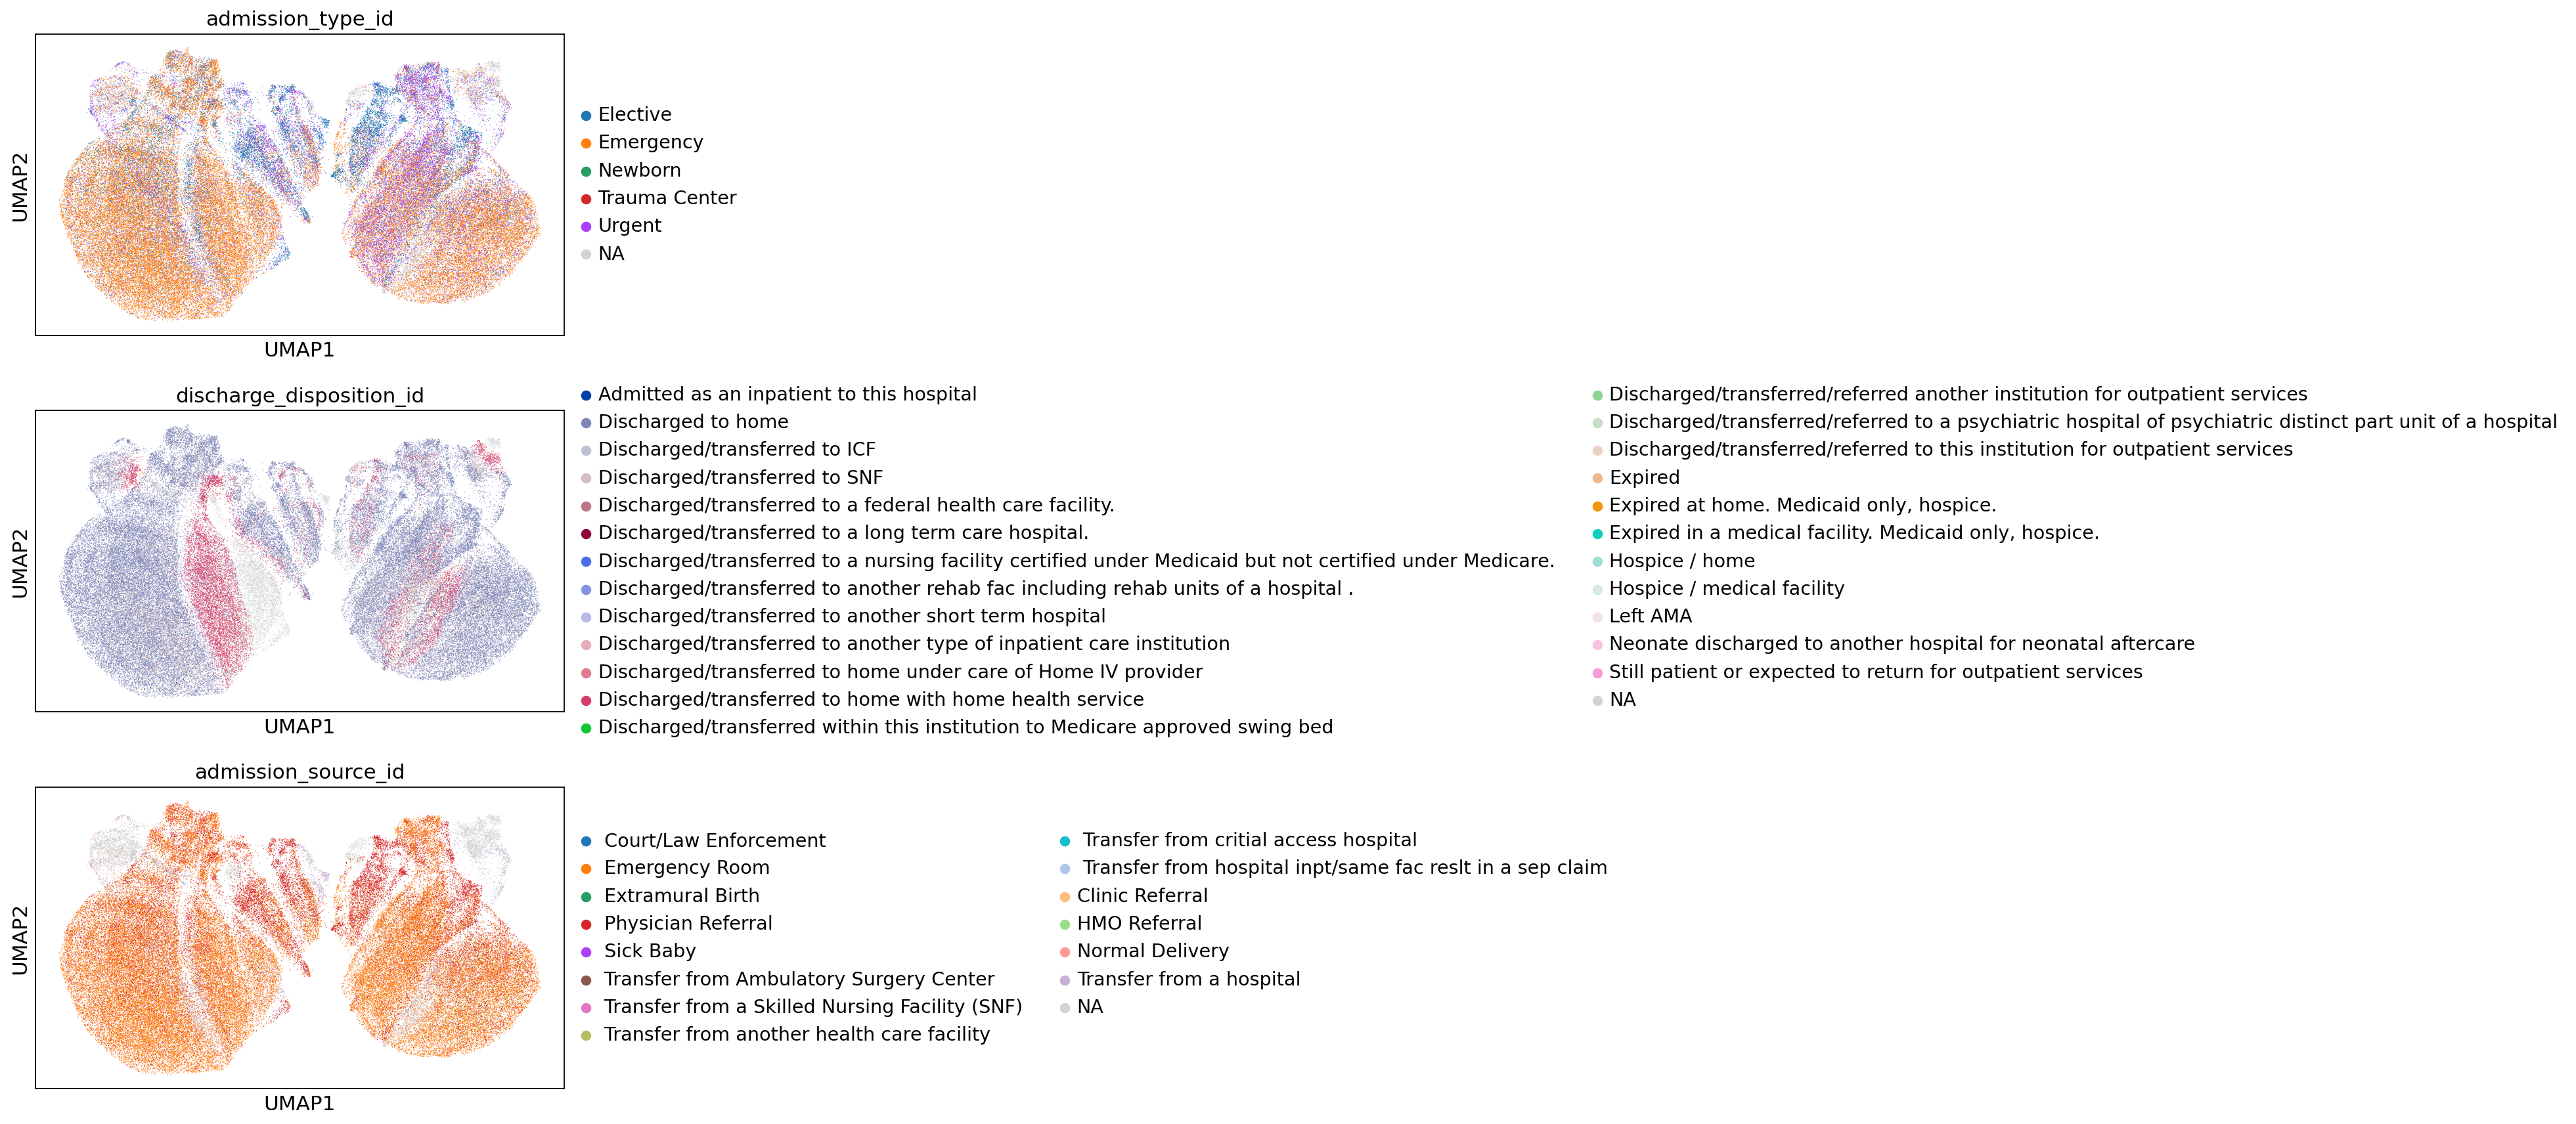 admission_type_id
UMAP2
UMAP1
Elective
Emergency
Newborn
Trauma Center
Urgent
NA
discharge_disposition_id
UMAP2
UMAP1
Admitted as an inpatient to this hospital
Discharged to home
Discharged/transferred to ICF
Discharged/transferred to SNF
Discharged/transferred to a federal health care facility.
Discharged/transferred to a long term care hospital.
Discharged/transferred to a nursing facility certified under Medicaid but not certified under Medicare.
Discharged/transferred to another rehab fac including rehab units of a hospital .
Discharged/transferred to another short term hospital
Discharged/transferred to another type of inpatient care institution
Discharged/transferred to home under care of Home IV provider
Discharged/transferred to home with home health service
Discharged/transferred within this institution to Medicare approved swing bed
Discharged/transferred/referred another institution for outpatient services
Discharged/transferred/referred to a psychiatric hospital of psychiatric distinct part unit of a hospital
Discharged/transferred/referred to this institution for outpatient services
Expired
Expired at home. Medicaid only, hospice.
Expired in a medical facility. Medicaid only, hospice.
Hospice / home
Hospice / medical facility
Left AMA
Neonate discharged to another hospital for neonatal aftercare
Still patient or expected to return for outpatient services
NA
admission_source_id
UMAP2
UMAP1
Court/Law Enforcement
Emergency Room
Extramural Birth
Physician Referral
Sick Baby
Transfer from Ambulatory Surgery Center
Transfer from a Skilled Nursing Facility (SNF)
Transfer from another health care facility
Transfer from critial access hospital
Transfer from hospital inpt/same fac reslt in a sep claim
Clinic Referral
HMO Referral
Normal Delivery
Transfer from a hospital
NA